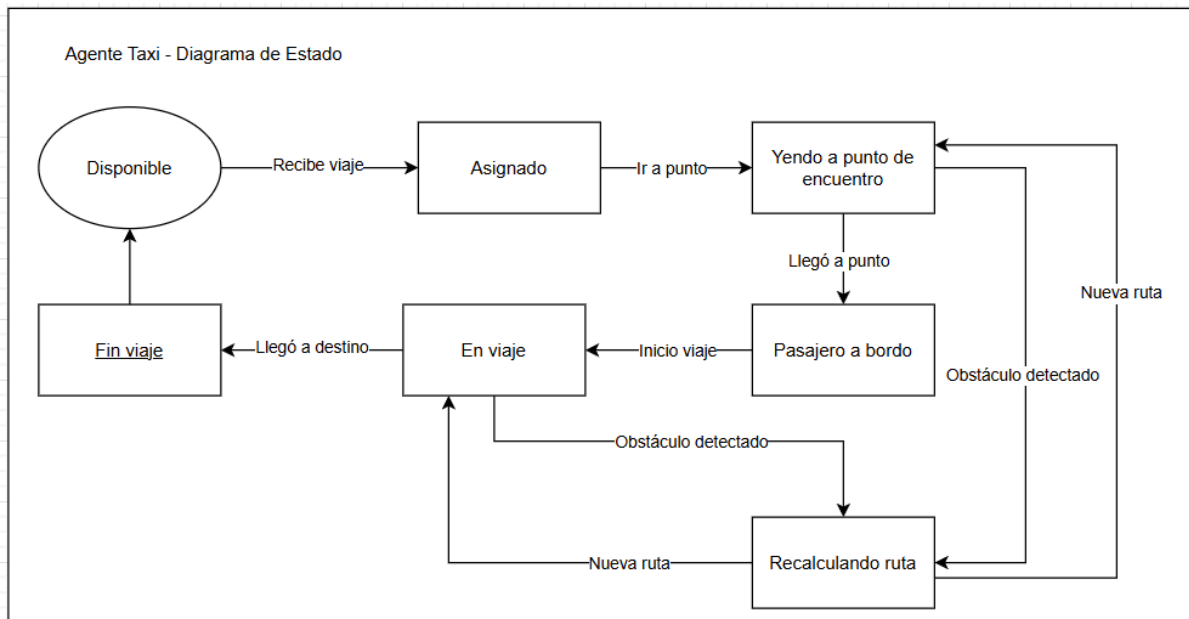 Agente Taxi - Diagrama de Estado
Disponible
Recibe viaje
Asignado
Ir a punto
Yendo a punto de
encuentro
Llegó a punto
Nueva ruta
Fin viaje
Llegó a destino
En viaje
Inicio viaje
Pasajero a bordo
Obstáculo detectado
Obstáculo detectado
Nueva ruta
Recalculando ruta